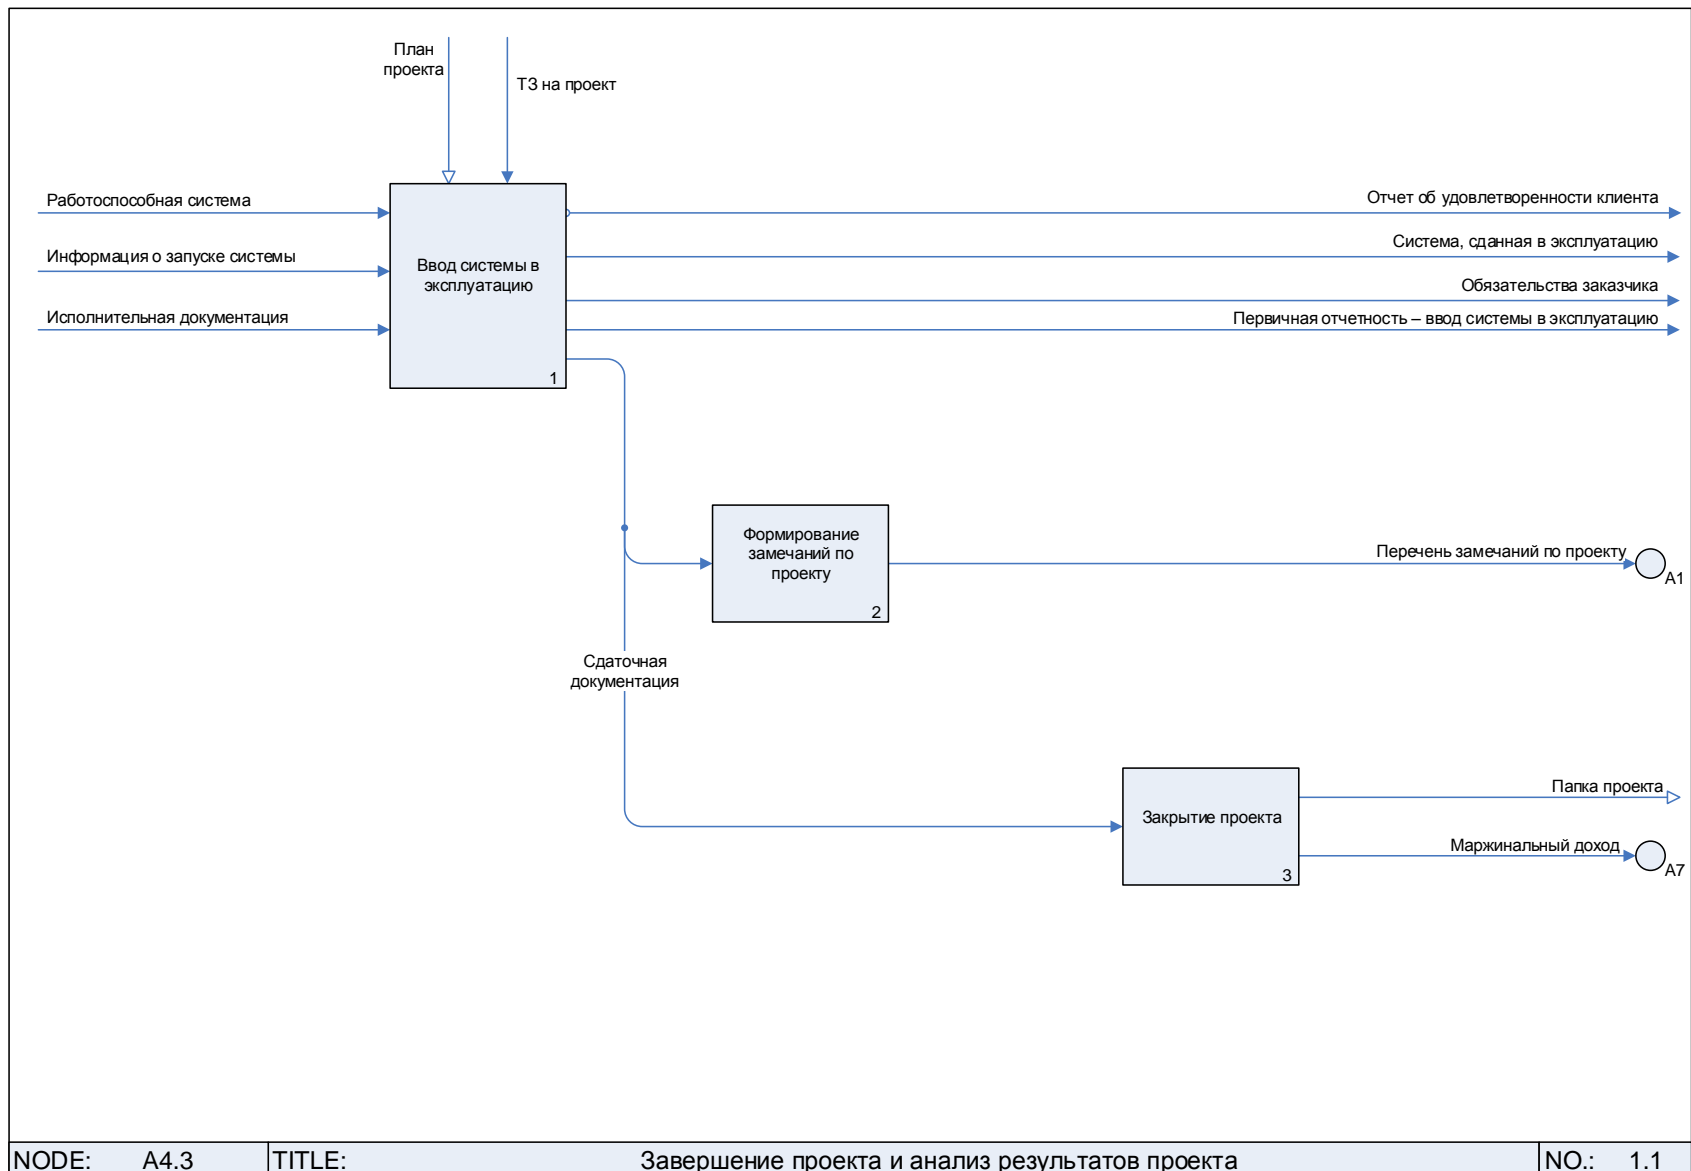 План
проекта
ТЗ на проект
Работоспособная система
Информация о запуске системы
Исполнительная документация
Ввод системы в
эксплуатацию
1
Отчет об удовлетворенности клиента
Система, сданная в эксплуатацию
Обязательства заказчика
Первичная отчетность – ввод системы в эксплуатацию
Формирование
замечаний по
проекту
2
Перечень замечаний по проекту
A1
Сдаточная
документация
Закрытие проекта
3
Папка проекта
Маржинальный доход
A7
NODE: A4.3 TITLE: Завершение проекта и анализ результатов проекта NO.: 1.1